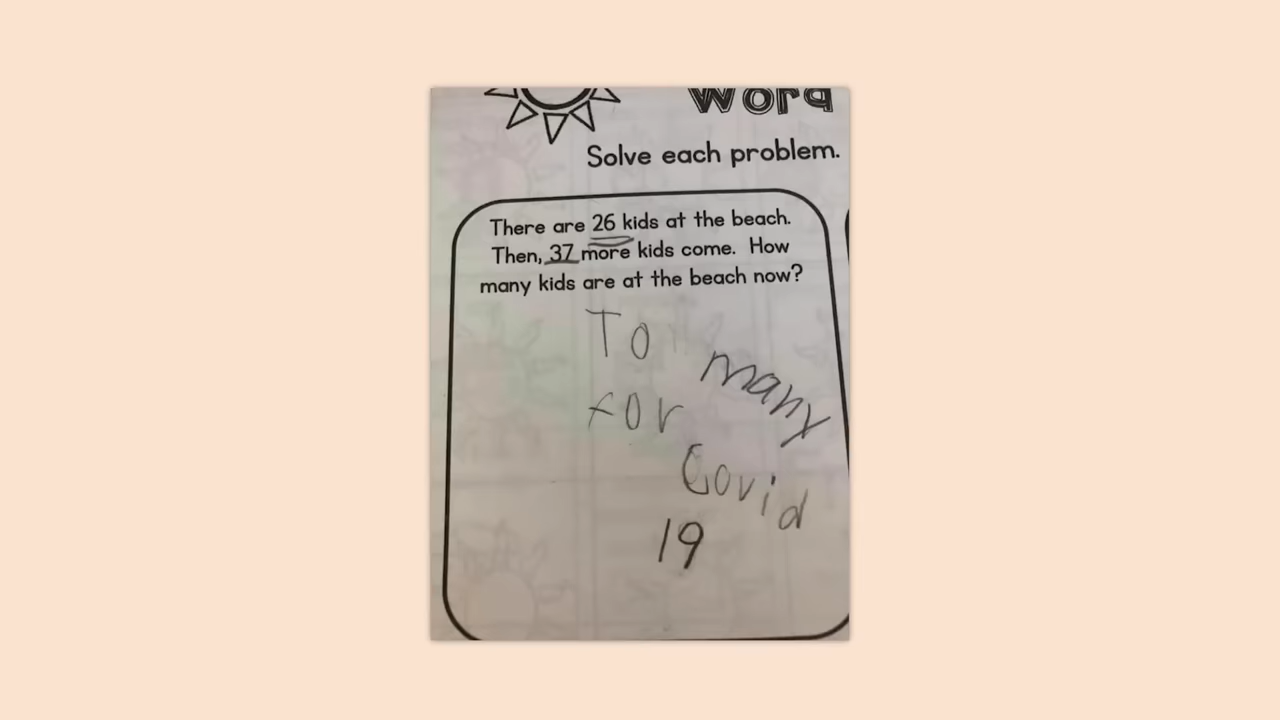 Word
Solve each problem.
There are 26 kids at the beach.
Then, 37 more kids come. How
many kids are at the beach now?
To many
for
Covid
19